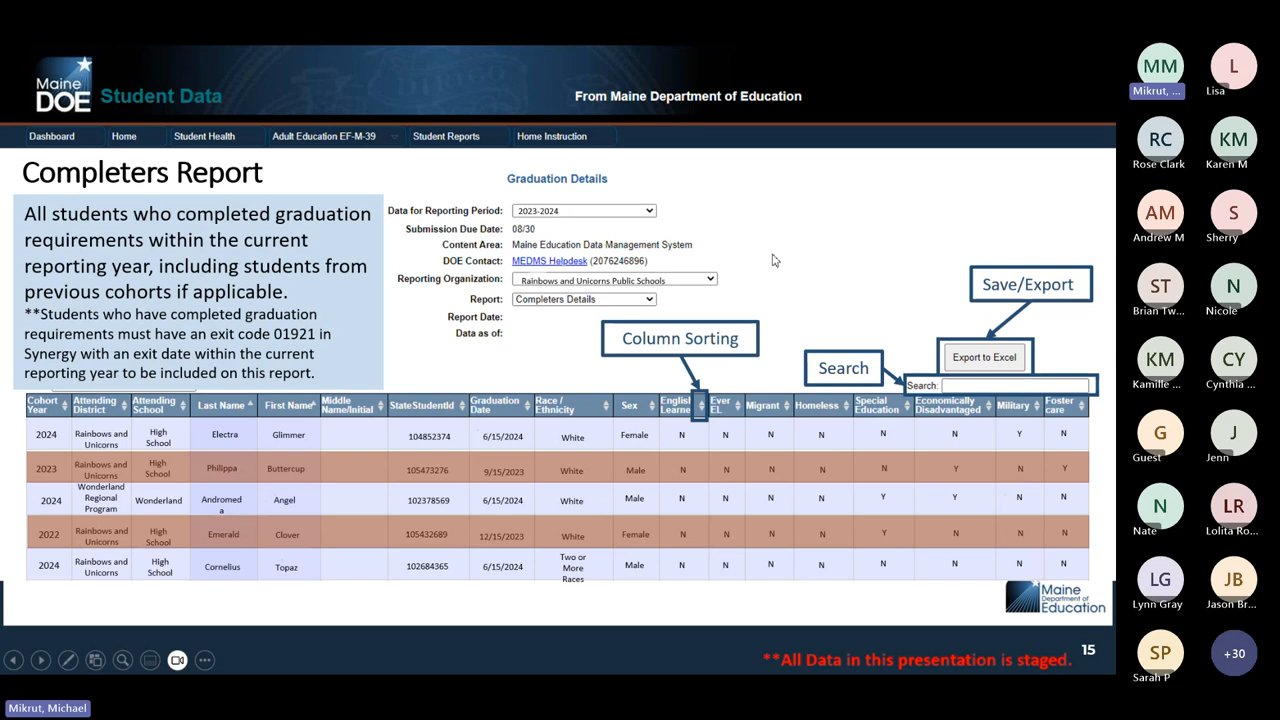 Maine
DOE
Student Data
From Maine Department of Education
Dashboard Home Student Health Adult Education EF-M-39 Student Reports Home Instruction
Completers Report
All students who completed graduation
requirements within the current
reporting year, including students from
previous cohorts if applicable.
**Students who have completed graduation
requirements must have an exit code 01921 in
Synergy with an exit date within the current
reporting year to be included on this report.
Graduation Details
Data for Reporting Period: 2023-2024
Submission Due Date: 08/30
Content Area: Maine Education Data Management System
DOE Contact: MEDMS Helpdesk (2076246896)
Reporting Organization: Rainbows and Unicorns Public Schools
Report: Completers Details
Report Date:
Data as of:
Column Sorting
Search
Save/Export
Export to Excel
Search:
Cohort Year Attending District Attending School Last Name First Name Middle Name/Initial StateStudentId Graduation Date Race / Ethnicity Sex English Learne Ever EL Migrant Homeless Special Education Economically Disadvantaged Military Foster care
2024 Rainbows and Unicorns High School Electra Glimmer 104852374 6/15/2024 White Female N N N N N N Y N
2023 Rainbows and Unicorns High School Philippa Buttercup 105473276 9/15/2023 White Male N N N N N Y N Y
2024 Wonderland Regional Program Wonderland Andromed a Angel 102378569 6/15/2024 White Male N N N N Y Y N N
2022 Rainbows and Unicorns High School Emerald Clover 105432689 12/15/2023 White Female N N N N Y N N N
2024 Rainbows and Unicorns High School Cornelius Topaz 102684365 6/15/2024 Two or More Races Male N N N N N N N N
Maine
Department of
Education
15
**All Data in this presentation is staged.
Mikrut, Michael
MM
Mikrut, ...
L
Lisa
RC
Rose Clark
KM
Karen M
AM
Andrew M
S
Sherry
ST
Brian Tw...
N
Nicole
KM
Kamille ...
CY
Cynthia ...
G
Guest
J
Jenn
N
Nate
LR
Lolita Ro...
LG
Lynn Gray
JB
Jason Br...
SP
Sarah P
+30